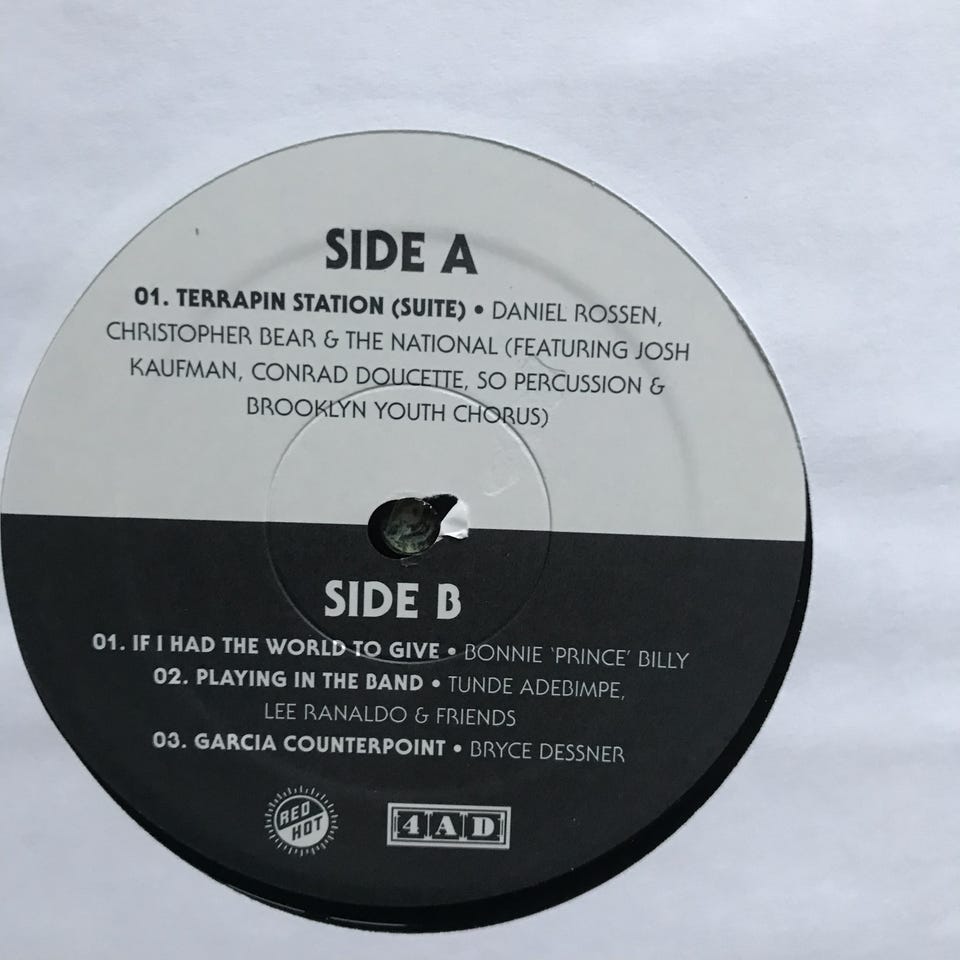 SIDE A
01. TERRAPIN STATION (SUITE) • DANIEL ROSSEN,
CHRISTOPHER BEAR & THE NATIONAL (FEATURING JOSH
KAUFMAN, CONRAD DOUCETTE, SO PERCUSSION &
BROOKLYN YOUTH CHORUS)
SIDE B
01. IF I HAD THE WORLD TO GIVE • BONNIE ‘PRINCE’ BILLY
02. PLAYING IN THE BAND • TUNDE ADEBIMPE,
LEE RANALDO & FRIENDS
03. GARCIA COUNTERPOINT • BRYCE DESSNER
RED
HOT
4AD